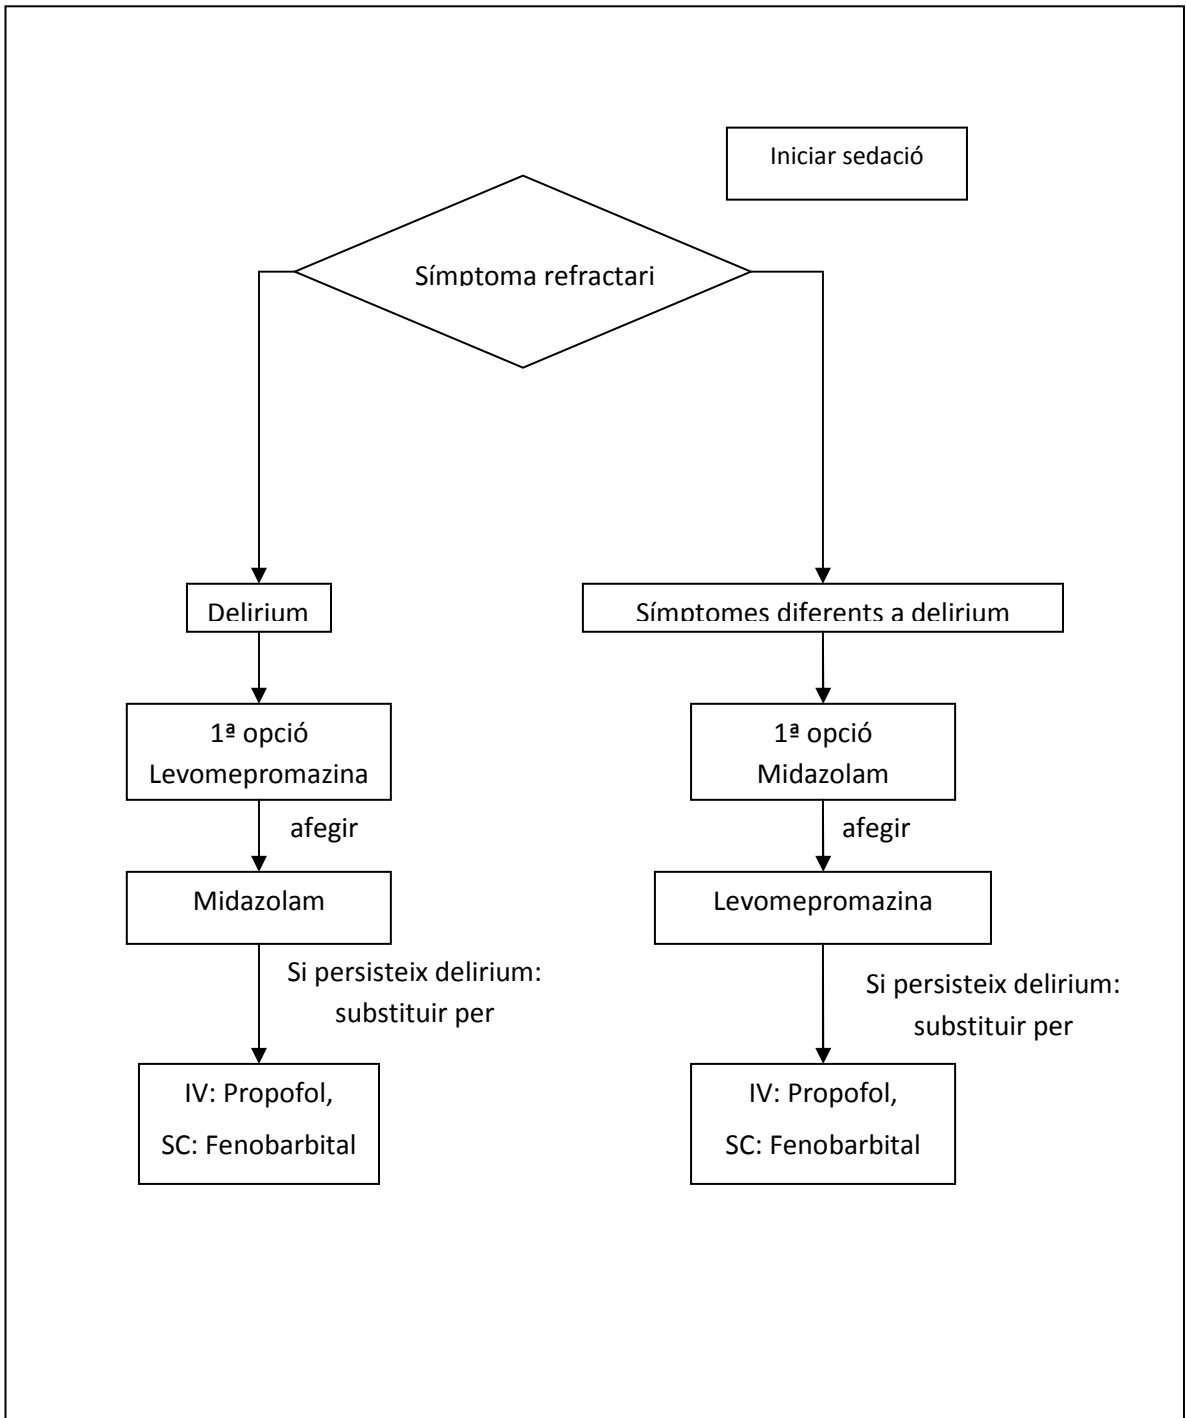 Iniciar sedació
Símptoma refractari
Delirium
Símptomes diferents a delirium
1ª opció
Levomepromazina
1ª opció
Midazolam
afegir
afegir
Midazolam
Levomepromazina
Si persisteix delirium:
substituir per
Si persisteix delirium:
substituir per
IV: Propofol,
SC: Fenobarbital
IV: Propofol,
SC: Fenobarbital